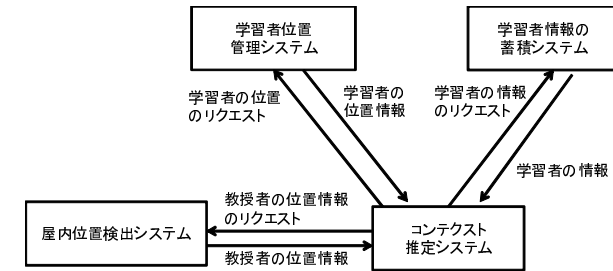 学習者位置
管理システム
学習者情報の
蓄積システム
学習者の位置
のリクエスト
学習者の
位置情報
学習者の情報
のリクエスト
学習者の情報
教授者の位置情報
のリクエスト
屋内位置検出システム
コンテクスト
推定システム
教授者の位置情報